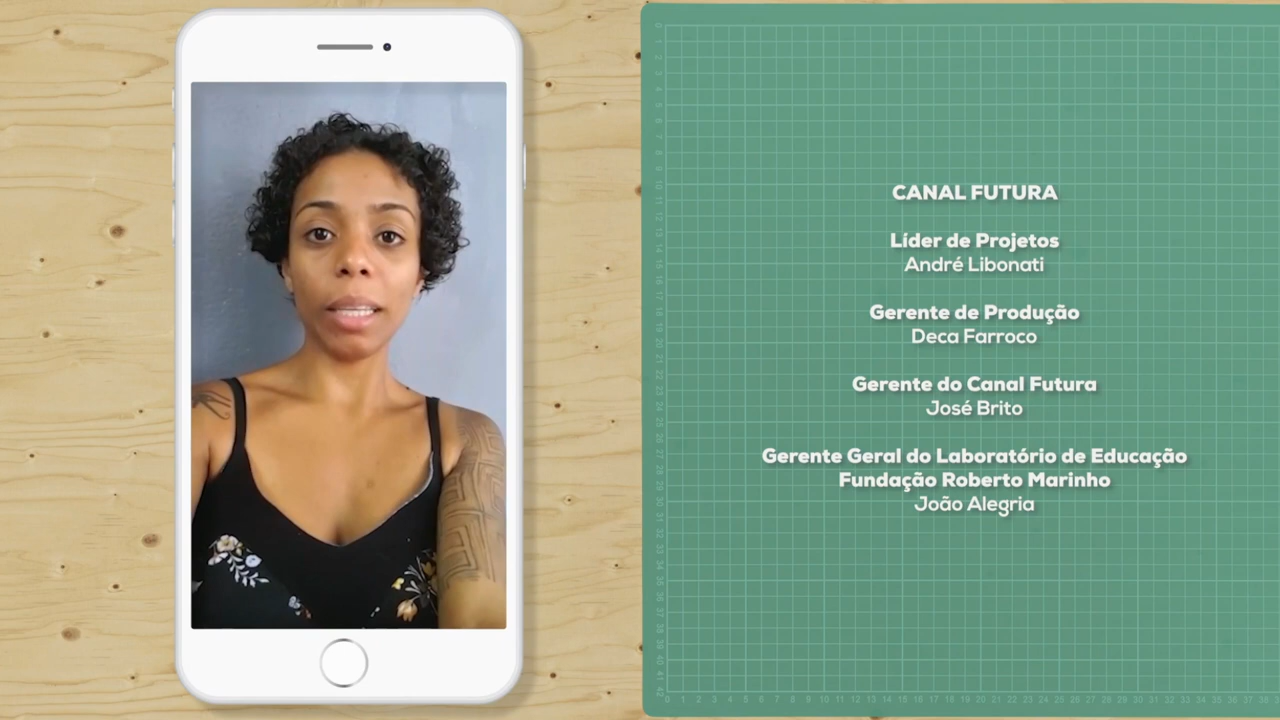 CANAL FUTURA
Líder de Projetos
André Libonati
Gerente de Produção
Deca Farroco
Gerente do Canal Futura
José Brito
Gerente Geral do Laboratório de Educação
Fundação Roberto Marinho
João Alegria